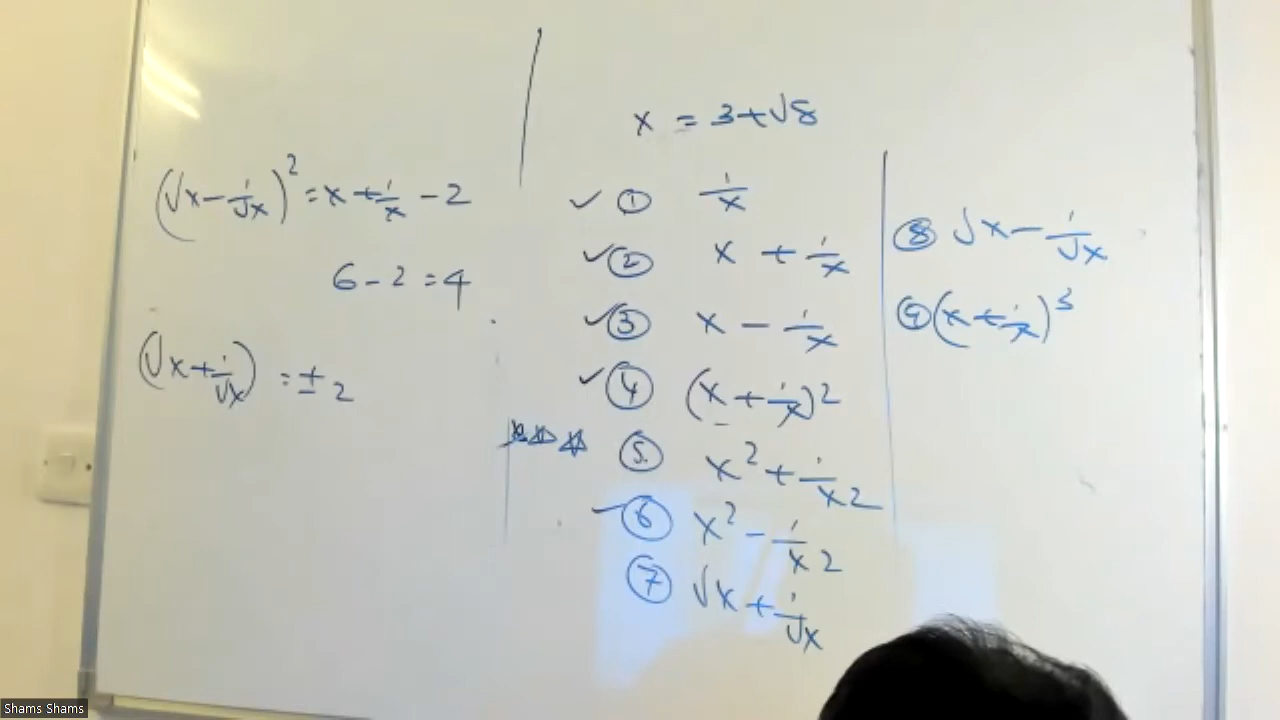 (√x - 1/√x)² = x + 1/x - 2
6 - 2 = 4
(√x + 1/√x) = ± 2
x = 3 + √8
✓ ① 1/x
✓ ② x + 1/x
✓ ③ x - 1/x
✓ ④ (x + 1/x)²
⑤ x² + 1/x²
✓ ⑥ x² - 1/x²
⑦ √x + 1/√x
⑧ √x - 1/√x
⑨ (x + 1/x)³
Shams Shams